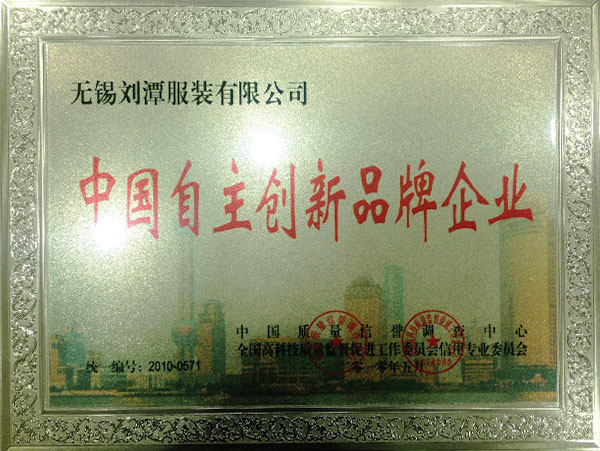 无锡刘潭服装有限公司
中国自主创新品牌企业
中国质量信誉调查中心
全国高科技质量监督促进工作委员会信用专业委员会
统一编号: 2010-0571
二〇一〇年五月